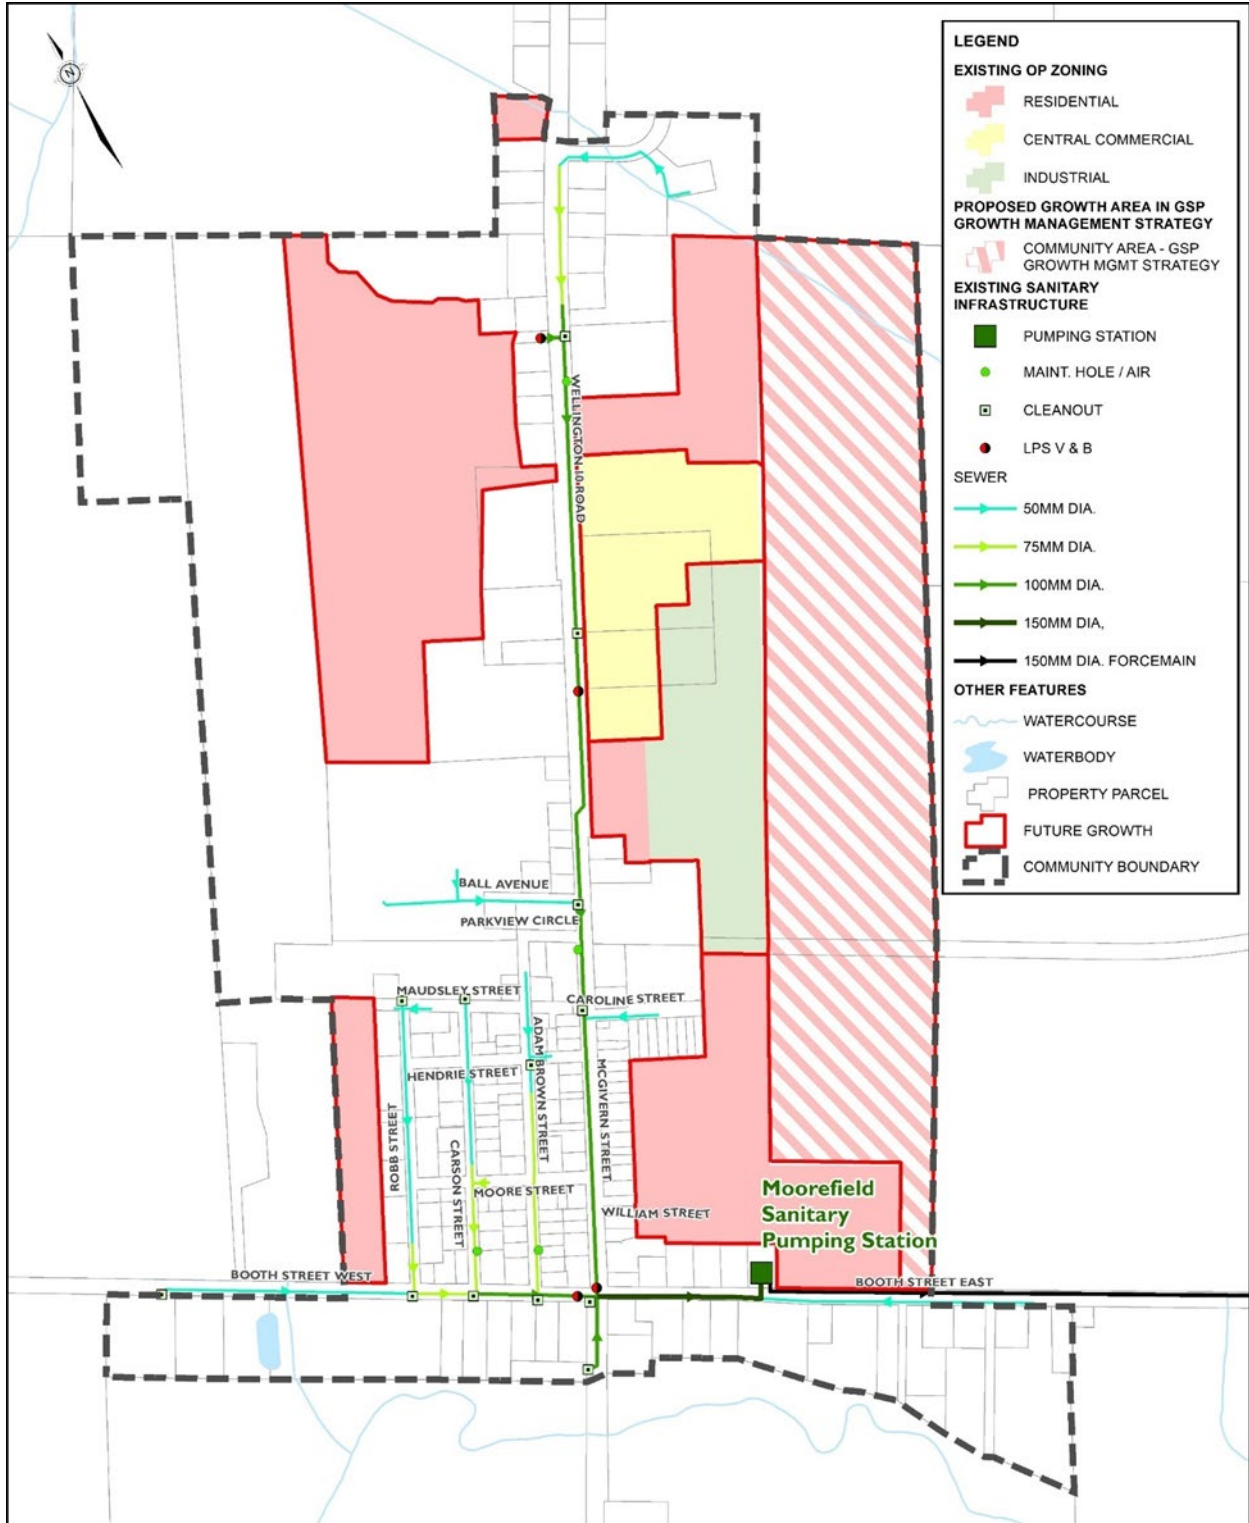 N
LEGEND
EXISTING OP ZONING
RESIDENTIAL
CENTRAL COMMERCIAL
INDUSTRIAL
PROPOSED GROWTH AREA IN GSP
GROWTH MANAGEMENT STRATEGY
COMMUNITY AREA - GSP
GROWTH MGMT STRATEGY
EXISTING SANITARY
INFRASTRUCTURE
PUMPING STATION
MAINT. HOLE / AIR
CLEANOUT
LPS V & B
SEWER
50MM DIA.
75MM DIA.
100MM DIA.
150MM DIA,
150MM DIA. FORCEMAIN
OTHER FEATURES
WATERCOURSE
WATERBODY
PROPERTY PARCEL
FUTURE GROWTH
COMMUNITY BOUNDARY
WELLINGTON 10 ROAD
BALL AVENUE
PARKVIEW CIRCLE
MAUDSLEY STREET
CAROLINE STREET
ADAM BROWN STREET
HENDRIE STREET
MCGIVERN STREET
ROBB STREET
CARSON STREET
MOORE STREET
WILLIAM STREET
Moorefield
Sanitary
Pumping Station
BOOTH STREET WEST
BOOTH STREET EAST